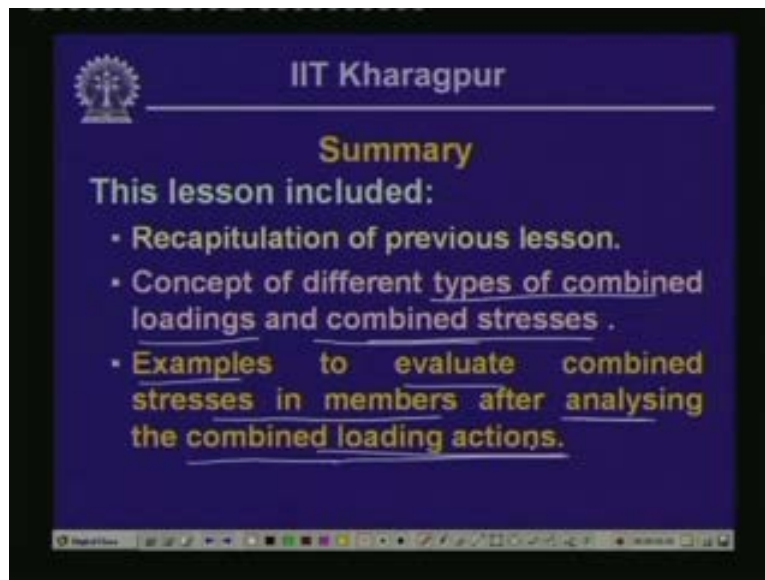 IIT Kharagpur
Summary
This lesson included:
▪ Recapitulation of previous lesson.
▪ Concept of different types of combined
loadings and combined stresses .
▪ Examples to evaluate combined
stresses in members after analysing
the combined loading actions.